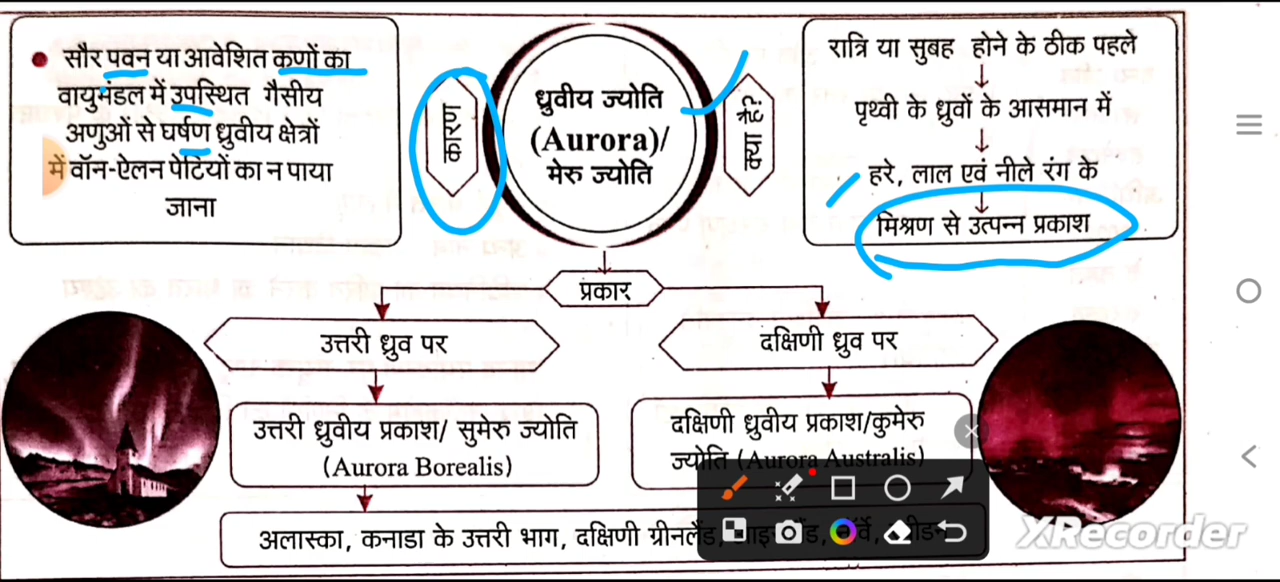 सौर पवन या आवेशित कणों का
वायुमंडल में उपस्थित गैसीय
अणुओं से घर्षण ध्रुवीय क्षेत्रों
में वॉन-ऐलन पेटियों का न पाया
जाना
कारण
ध्रुवीय ज्योति
(Aurora)/
मेरु ज्योति
क्या है?
रात्रि या सुबह होने के ठीक पहले
पृथ्वी के ध्रुवों के आसमान में
हरे, लाल एवं नीले रंग के
मिश्रण से उत्पन्न प्रकाश
प्रकार
उत्तरी ध्रुव पर
दक्षिणी ध्रुव पर
उत्तरी ध्रुवीय प्रकाश/ सुमेरु ज्योति
(Aurora Borealis)
दक्षिणी ध्रुवीय प्रकाश/कुमेरु
ज्योति (Aurora Australis)
अलास्का, कनाडा के उत्तरी भाग, दक्षिणी ग्रीनलैंड,
XRecorder